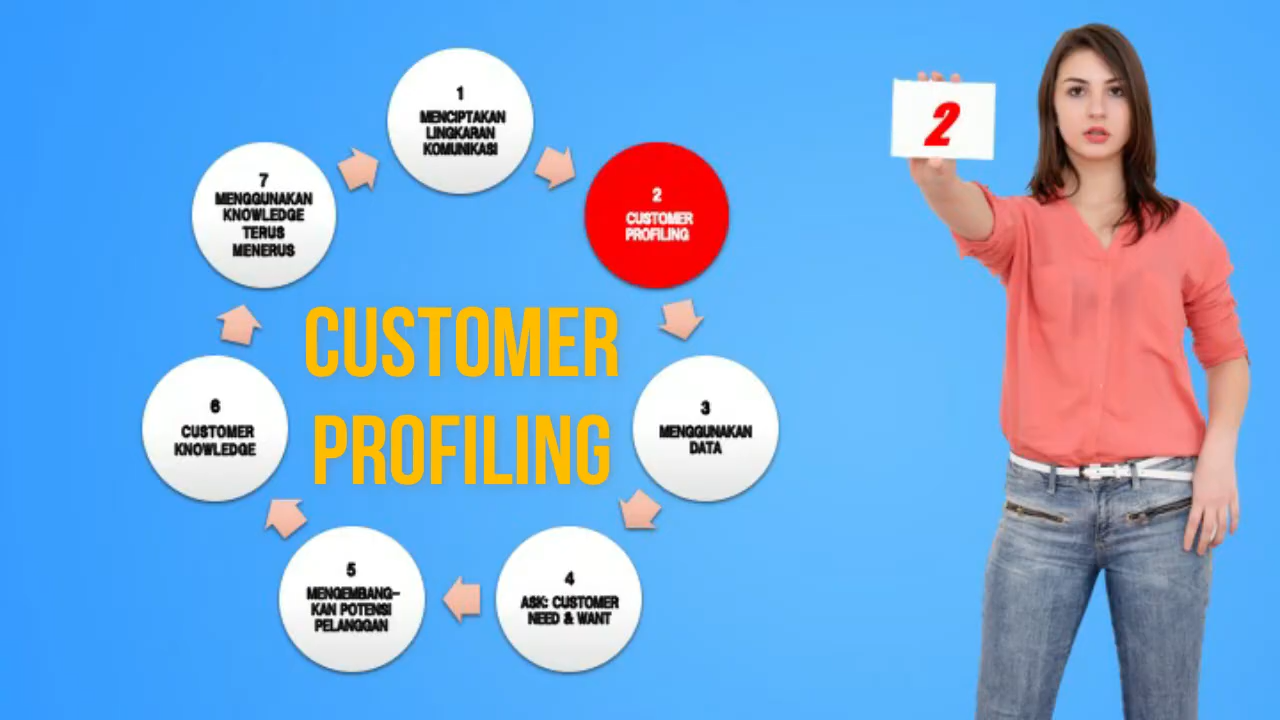 1
MENCIPTAKAN
LINGKARAN
KOMUNIKASI
2
CUSTOMER
PROFILING
3
MENGGUNAKAN
DATA
4
ASK: CUSTOMER
NEED & WANT
5
MENGEMBANG-
KAN POTENSI
PELANGGAN
6
CUSTOMER
KNOWLEDGE
7
MENGGUNAKAN
KNOWLEDGE
TERUS
MENERUS
CUSTOMER
PROFILING
2